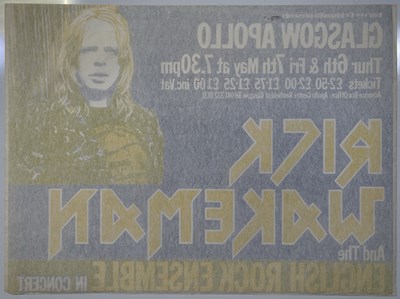 GLASGOW APOLLO
Thur 6th & Fri 7th May at 7.30pm
Tickets £2·50 £2·00 £1·75 £1·25 £1·00 inc.Vat
RICK
WAKEMAN
And The
ENGLISH ROCK ENSEMBLE
IN CONCERT